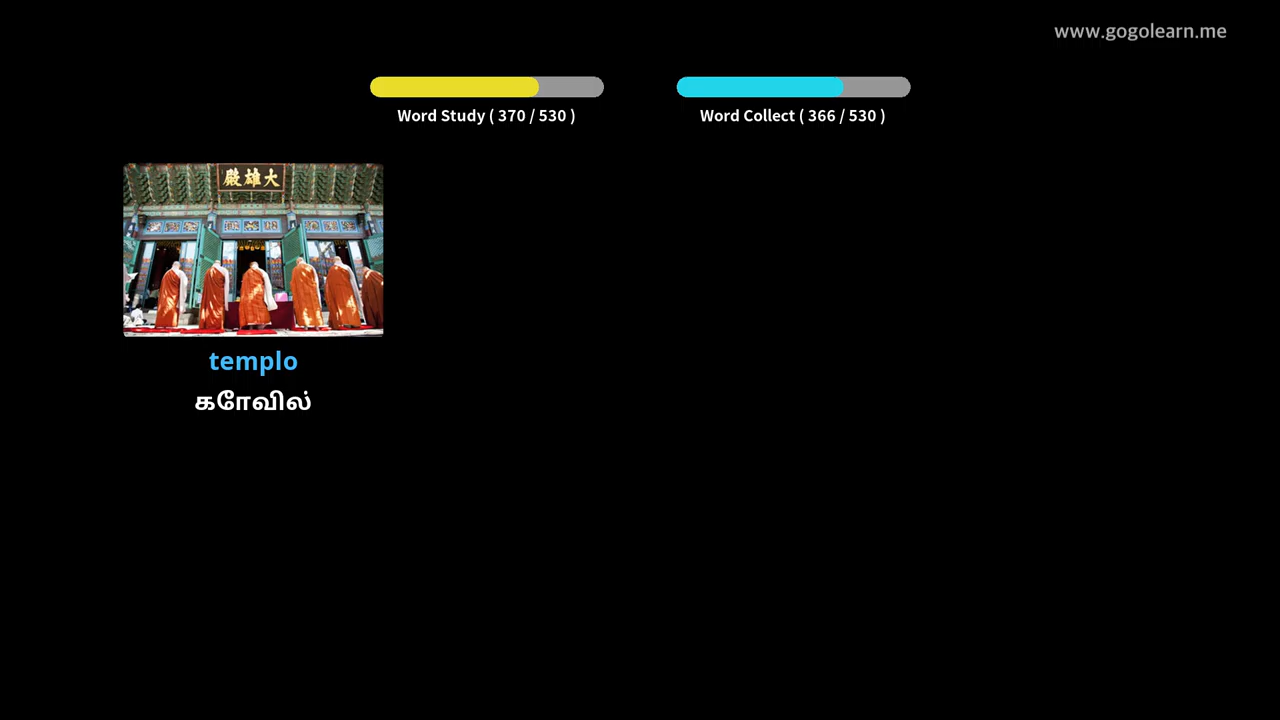 www.gogolearn.me
Word Study ( 370 / 530 )
Word Collect ( 366 / 530 )
殿雄大
templo
கோவில்